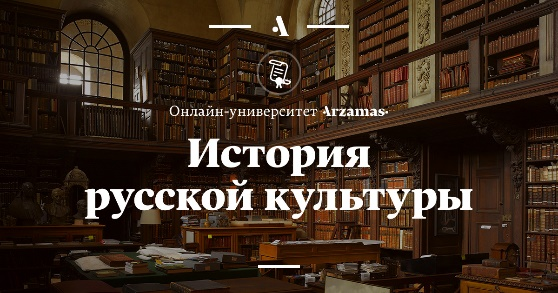 A
Онлайн-университет Arzamas
История
русской культуры